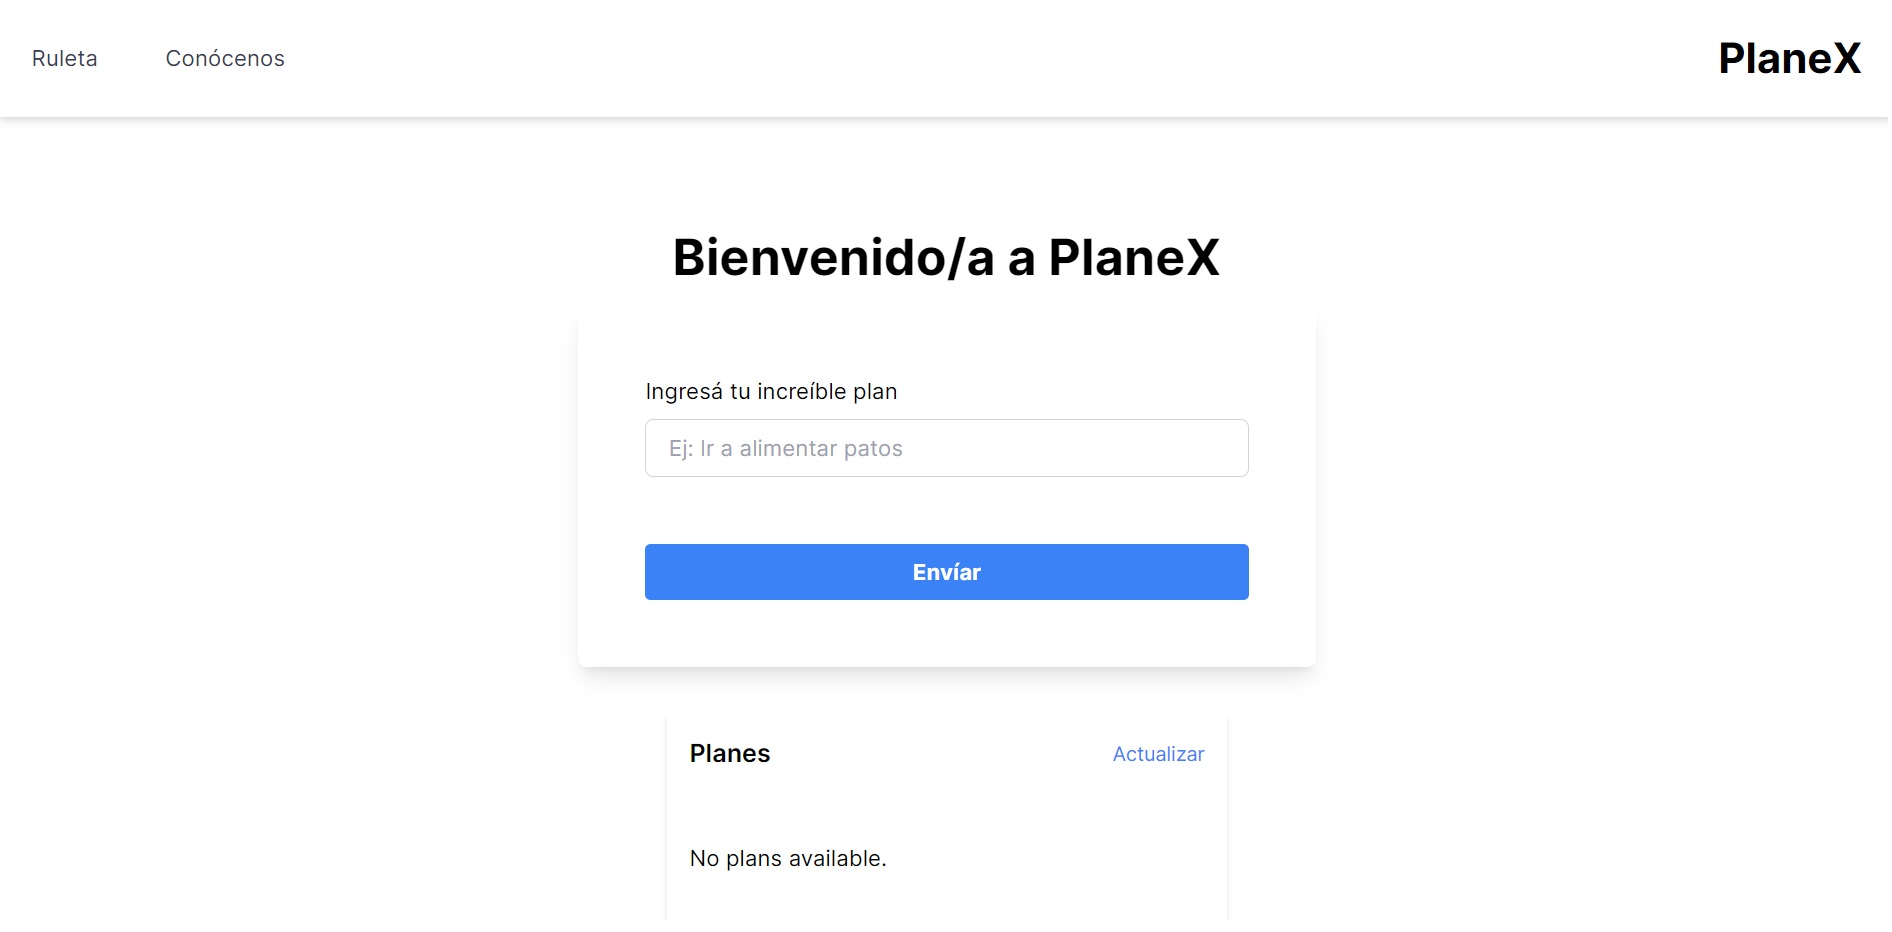 Ruleta
Conócenos
PlaneX
Bienvenido/a a PlaneX
Ingresá tu increíble plan
Ej: Ir a alimentar patos
Envíar
Planes
Actualizar
No plans available.